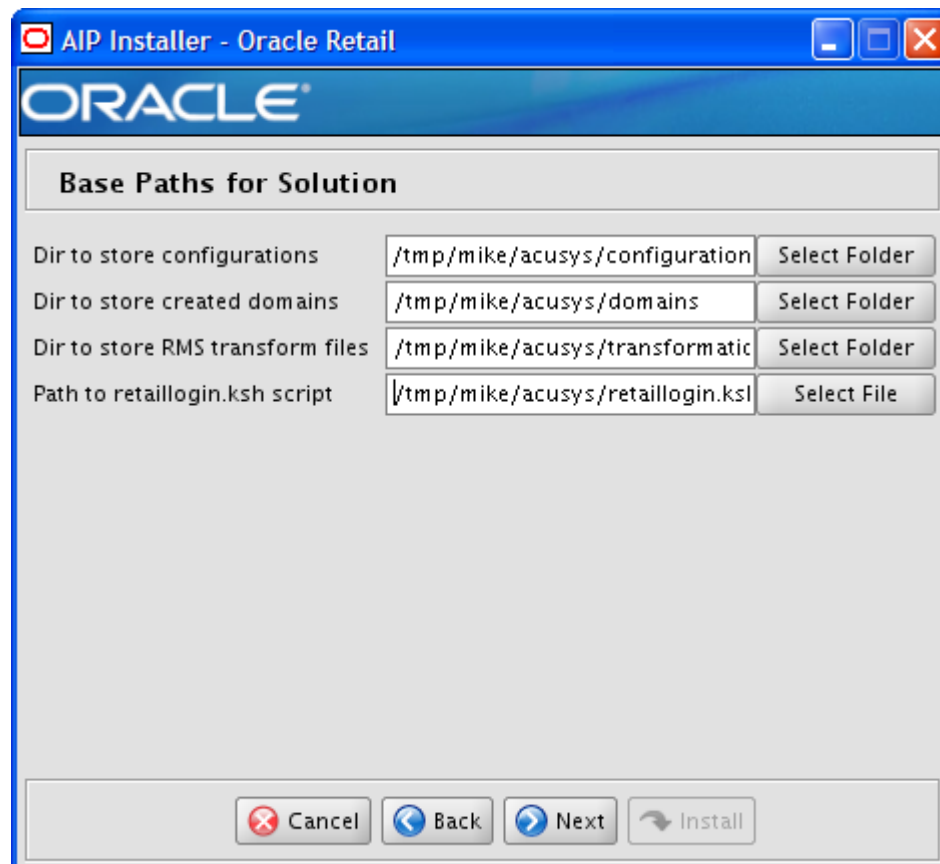 AIP Installer - Oracle Retail
ORACLE
Base Paths for Solution
Dir to store configurations /tmp/mike/acusys/configuration Select Folder
Dir to store created domains /tmp/mike/acusys/domains Select Folder
Dir to store RMS transform files /tmp/mike/acusys/transformatic Select Folder
Path to retaillogin.ksh script /tmp/mike/acusys/retaillogin.ksl Select File
Cancel Back Next Install